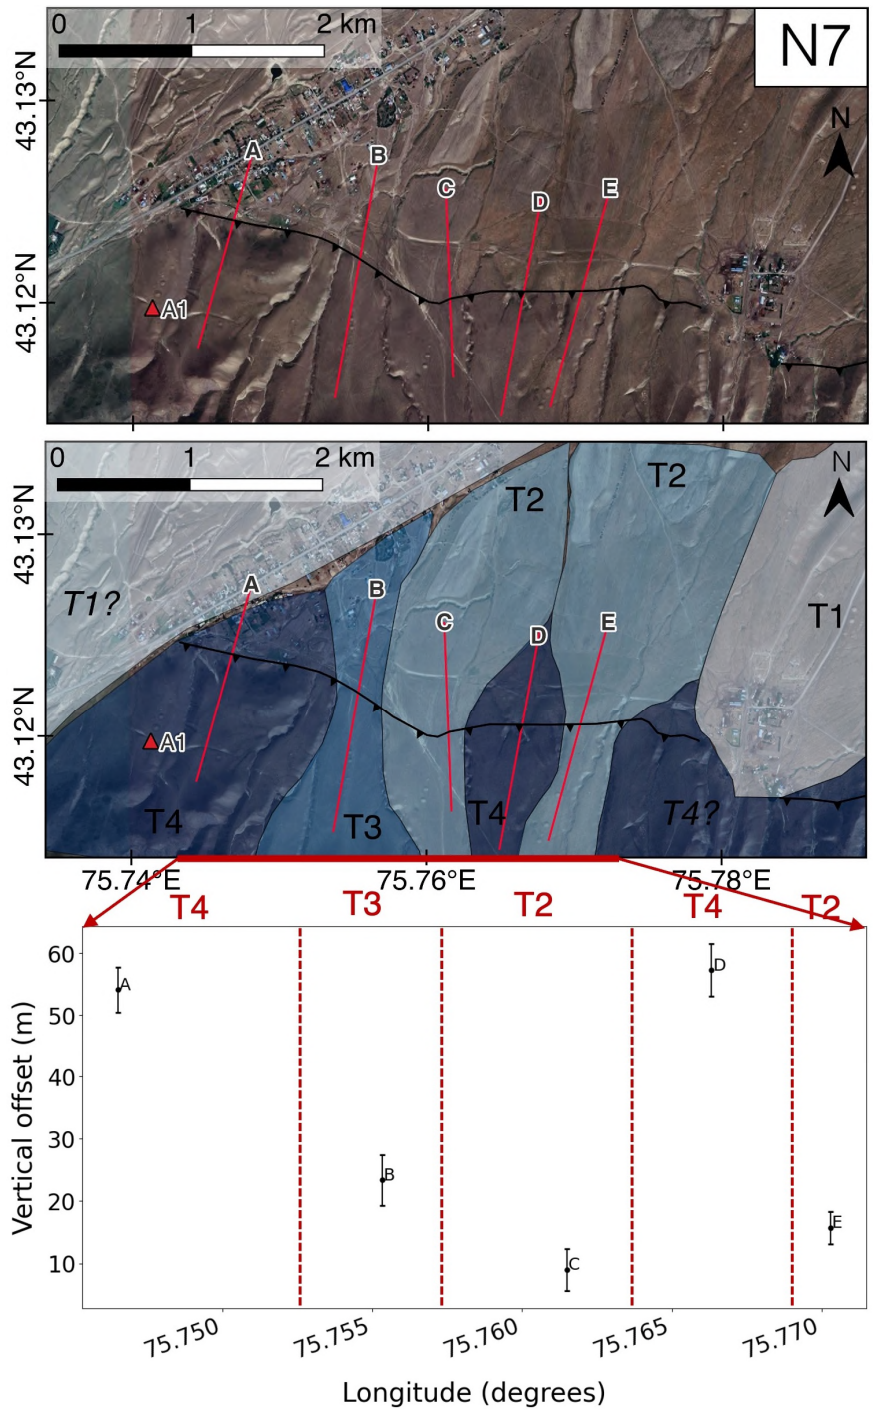 0 1 2 km
N7
43.13°N
N
A
B
C
D
E
43.12°N
A1
0 1 2 km
N
T2
T2
43.13°N
T1?
A
B
C
D
E
T1
43.12°N
A1
T4
T3
T4
T4?
75.74°E
75.76°E
75.78°E
T4
T3
T2
T4
T2
Vertical offset (m)
60
50
40
30
20
10
A
B
C
D
E
75.750
75.755
75.760
75.765
75.770
Longitude (degrees)